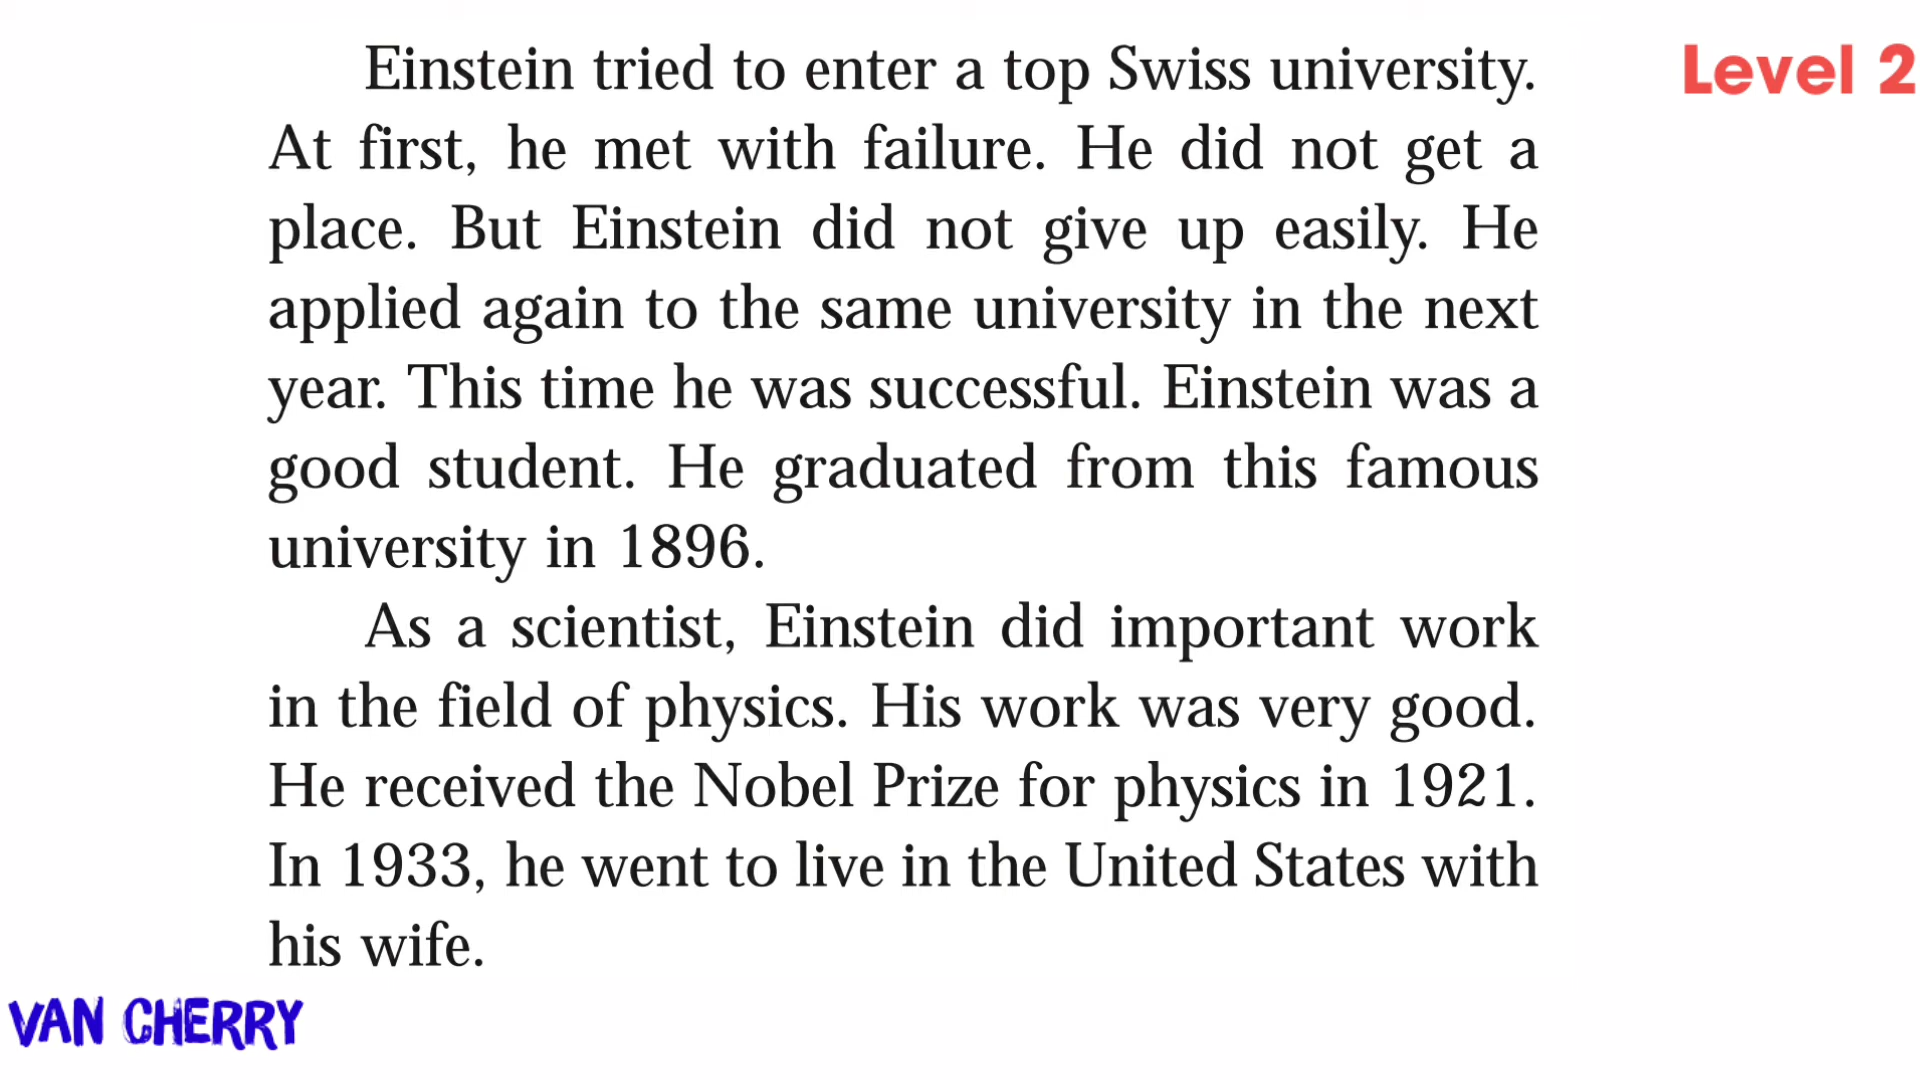 Einstein tried to enter a top Swiss university.
Level 2
At first, he met with failure. He did not get a
place. But Einstein did not give up easily. He
applied again to the same university in the next
year. This time he was successful. Einstein was a
good student. He graduated from this famous
university in 1896.
As a scientist, Einstein did important work
in the field of physics. His work was very good.
He received the Nobel Prize for physics in 1921.
In 1933, he went to live in the United States with
his wife.
VAN CHERRY